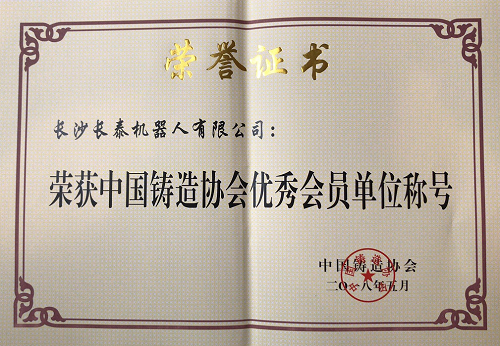 荣誉证书
长沙长泰机器人有限公司：
荣获中国铸造协会优秀会员单位称号
中国铸造协会
二〇一八年五月